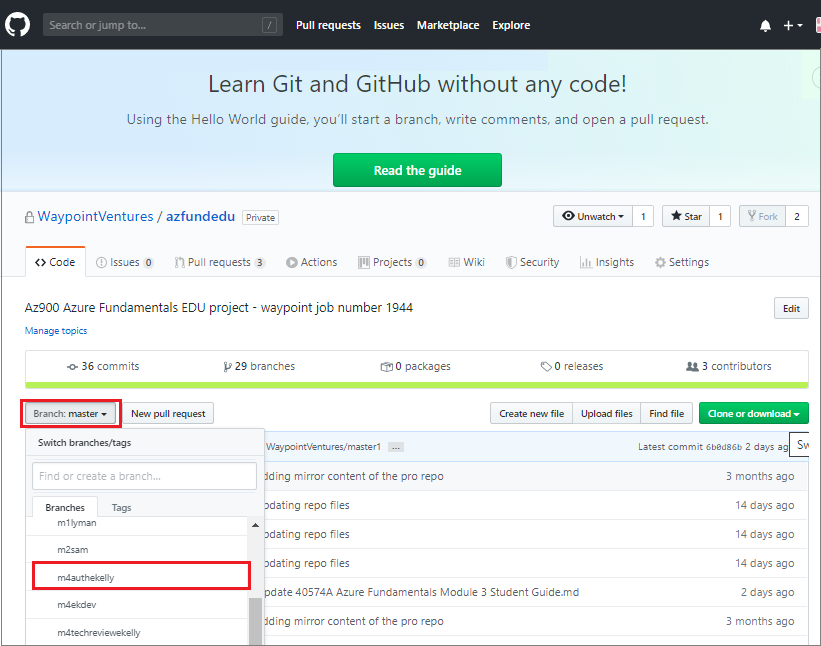 Search or jump to... / Pull requests Issues Marketplace Explore
Learn Git and GitHub without any code!
Using the Hello World guide, you’ll start a branch, write comments, and open a pull request.
Read the guide
WaypointVentures / azfundedu Private Unwatch 1 Star 1 Fork 2
Code Issues 0 Pull requests 3 Actions Projects 0 Wiki Security Insights Settings
Az900 Azure Fundamentals EDU project - waypoint job number 1944 Edit
Manage topics
36 commits 29 branches 0 packages 0 releases 3 contributors
Branch: master New pull request Create new file Upload files Find file Clone or download
Switch branches/tags WaypointVentures/master1 ... Latest commit 6b0d86b 2 days ag Sw
Find or create a branch... dding mirror content of the pro repo 3 months ago
Branches Tags pdating repo files 14 days ago
m1lyman
m2sam pdating repo files 14 days ago
m4authekelly pdating repo files 14 days ago
m4ekdev pdate 40574A Azure Fundamentals Module 3 Student Guide.md 2 days ago
m4techreviewekelly dding mirror content of the pro repo 3 months ago